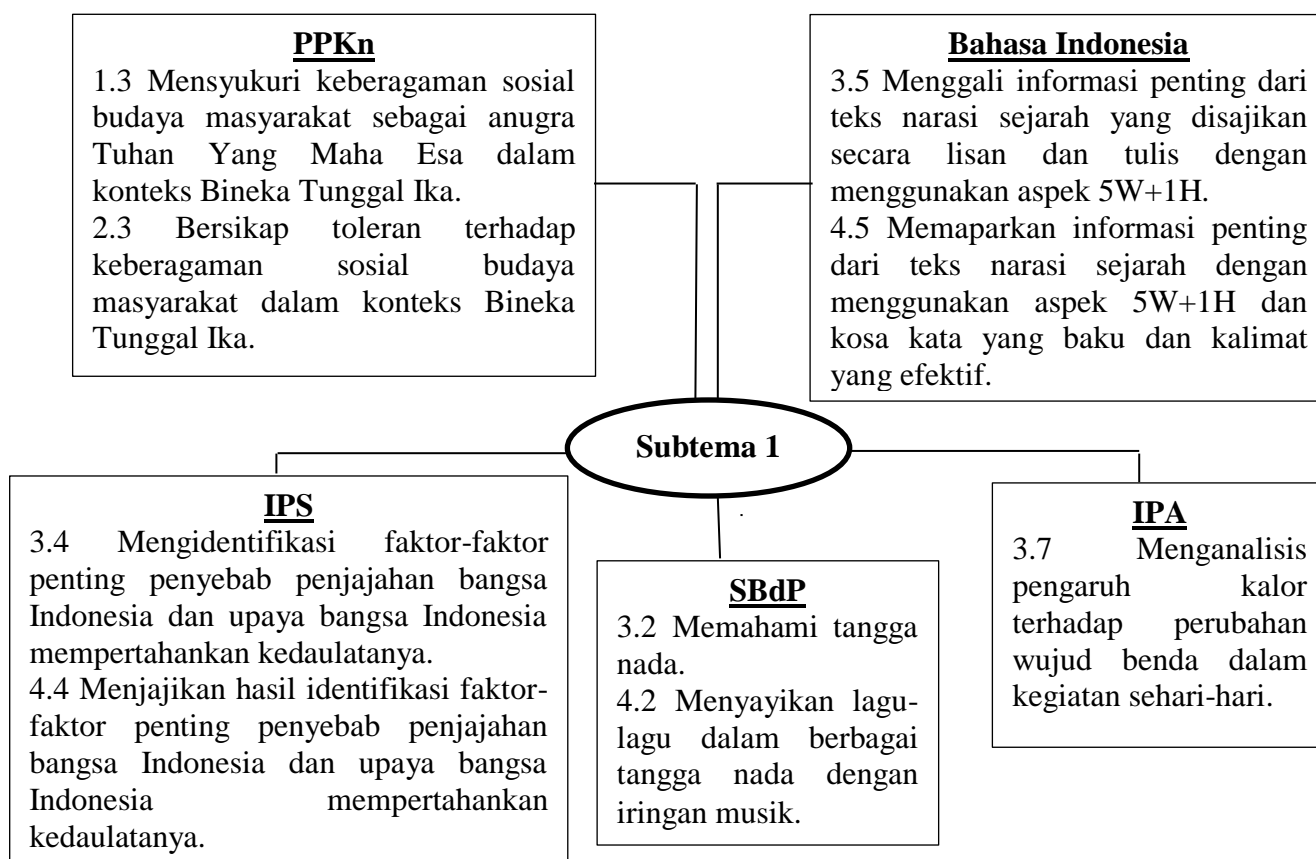 PPKn
1.3 Mensyukuri keberagaman sosial
budaya masyarakat sebagai anugra
Tuhan Yang Maha Esa dalam
konteks Bineka Tunggal Ika.
2.3 Bersikap toleran terhadap
keberagaman sosial budaya
masyarakat dalam konteks Bineka
Tunggal Ika.
Bahasa Indonesia
3.5 Menggali informasi penting dari
teks narasi sejarah yang disajikan
secara lisan dan tulis dengan
menggunakan aspek 5W+1H.
4.5 Memaparkan informasi penting
dari teks narasi sejarah dengan
menggunakan aspek 5W+1H dan
kosa kata yang baku dan kalimat
yang efektif.
Subtema 1
IPS
3.4 Mengidentifikasi faktor-faktor
penting penyebab penjajahan bangsa
Indonesia dan upaya bangsa Indonesia
mempertahankan kedaulatanya.
4.4 Menjajikan hasil identifikasi faktor-
faktor penting penyebab penjajahan
bangsa Indonesia dan upaya bangsa
Indonesia mempertahankan
kedaulatanya.
SBdP
3.2 Memahami tangga
nada.
4.2 Menyayikan lagu-
lagu dalam berbagai
tangga nada dengan
iringan musik.
IPA
3.7 Menganalisis
pengaruh kalor
terhadap perubahan
wujud benda dalam
kegiatan sehari-hari.